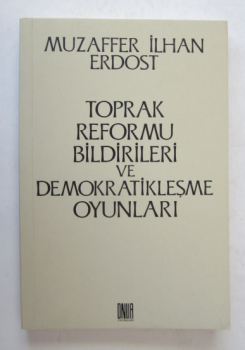 MUZAFFER İLHAN
ERDOST
TOPRAK
REFORMU
BİLDİRİLERİ
VE
DEMOKRATİKLEŞME
OYUNLARI
ONUR